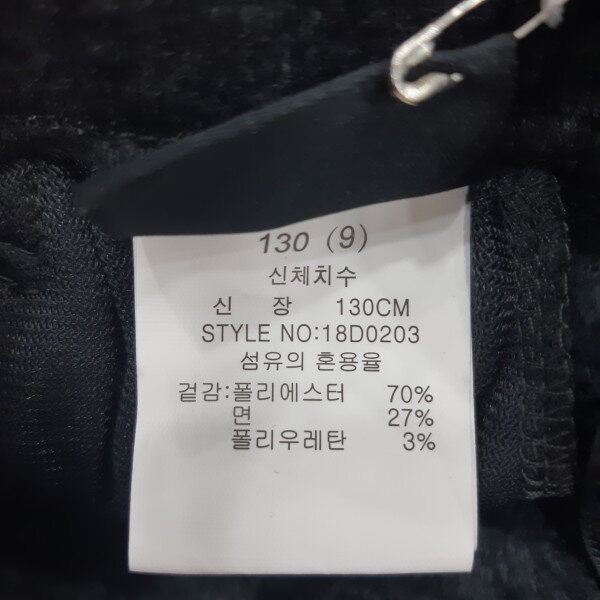 130 (9)
신체치수
신 장 130CM
STYLE NO:18D0203
섬유의 혼용율
겉감:폴리에스터 70%
면 27%
폴리우레탄 3%